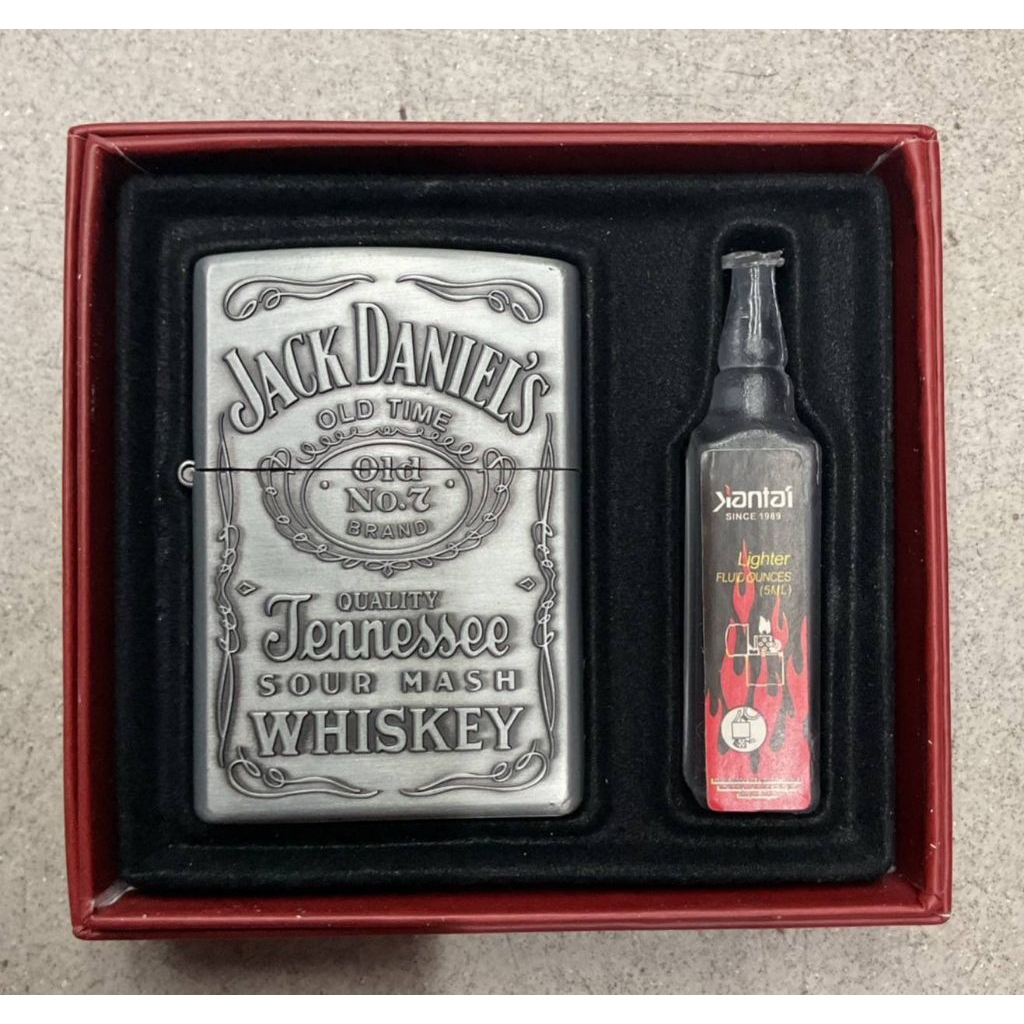 JACK DANIEL'S
OLD TIME
Old
No.7
BRAND
QUALITY
Tennessee
SOUR MASH
WHISKEY
Kantai
SINCE 1989
Lighter
FLUID OUNCES
(5ML)